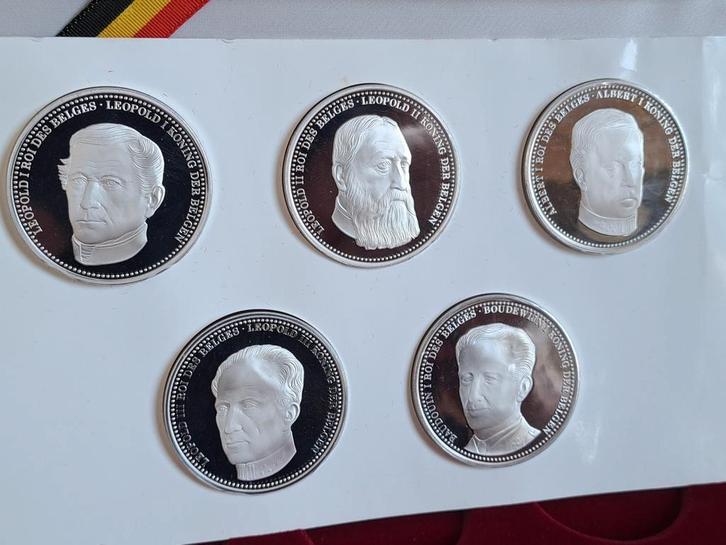 LEOPOLD I ROI DES BELGES · LEOPOLD I KONING DER BELGEN
LEOPOLD II ROI DES BELGES · LEOPOLD II KONING DER BELGEN
ALBERT I ROI DES BELGES · ALBERT I KONING DER BELGEN
LEOPOLD III ROI DES BELGES · LEOPOLD III KONING DER BELGEN
BAUDOUIN I ROI DES BELGES · BOUDEWIJN I KONING DER BELGEN